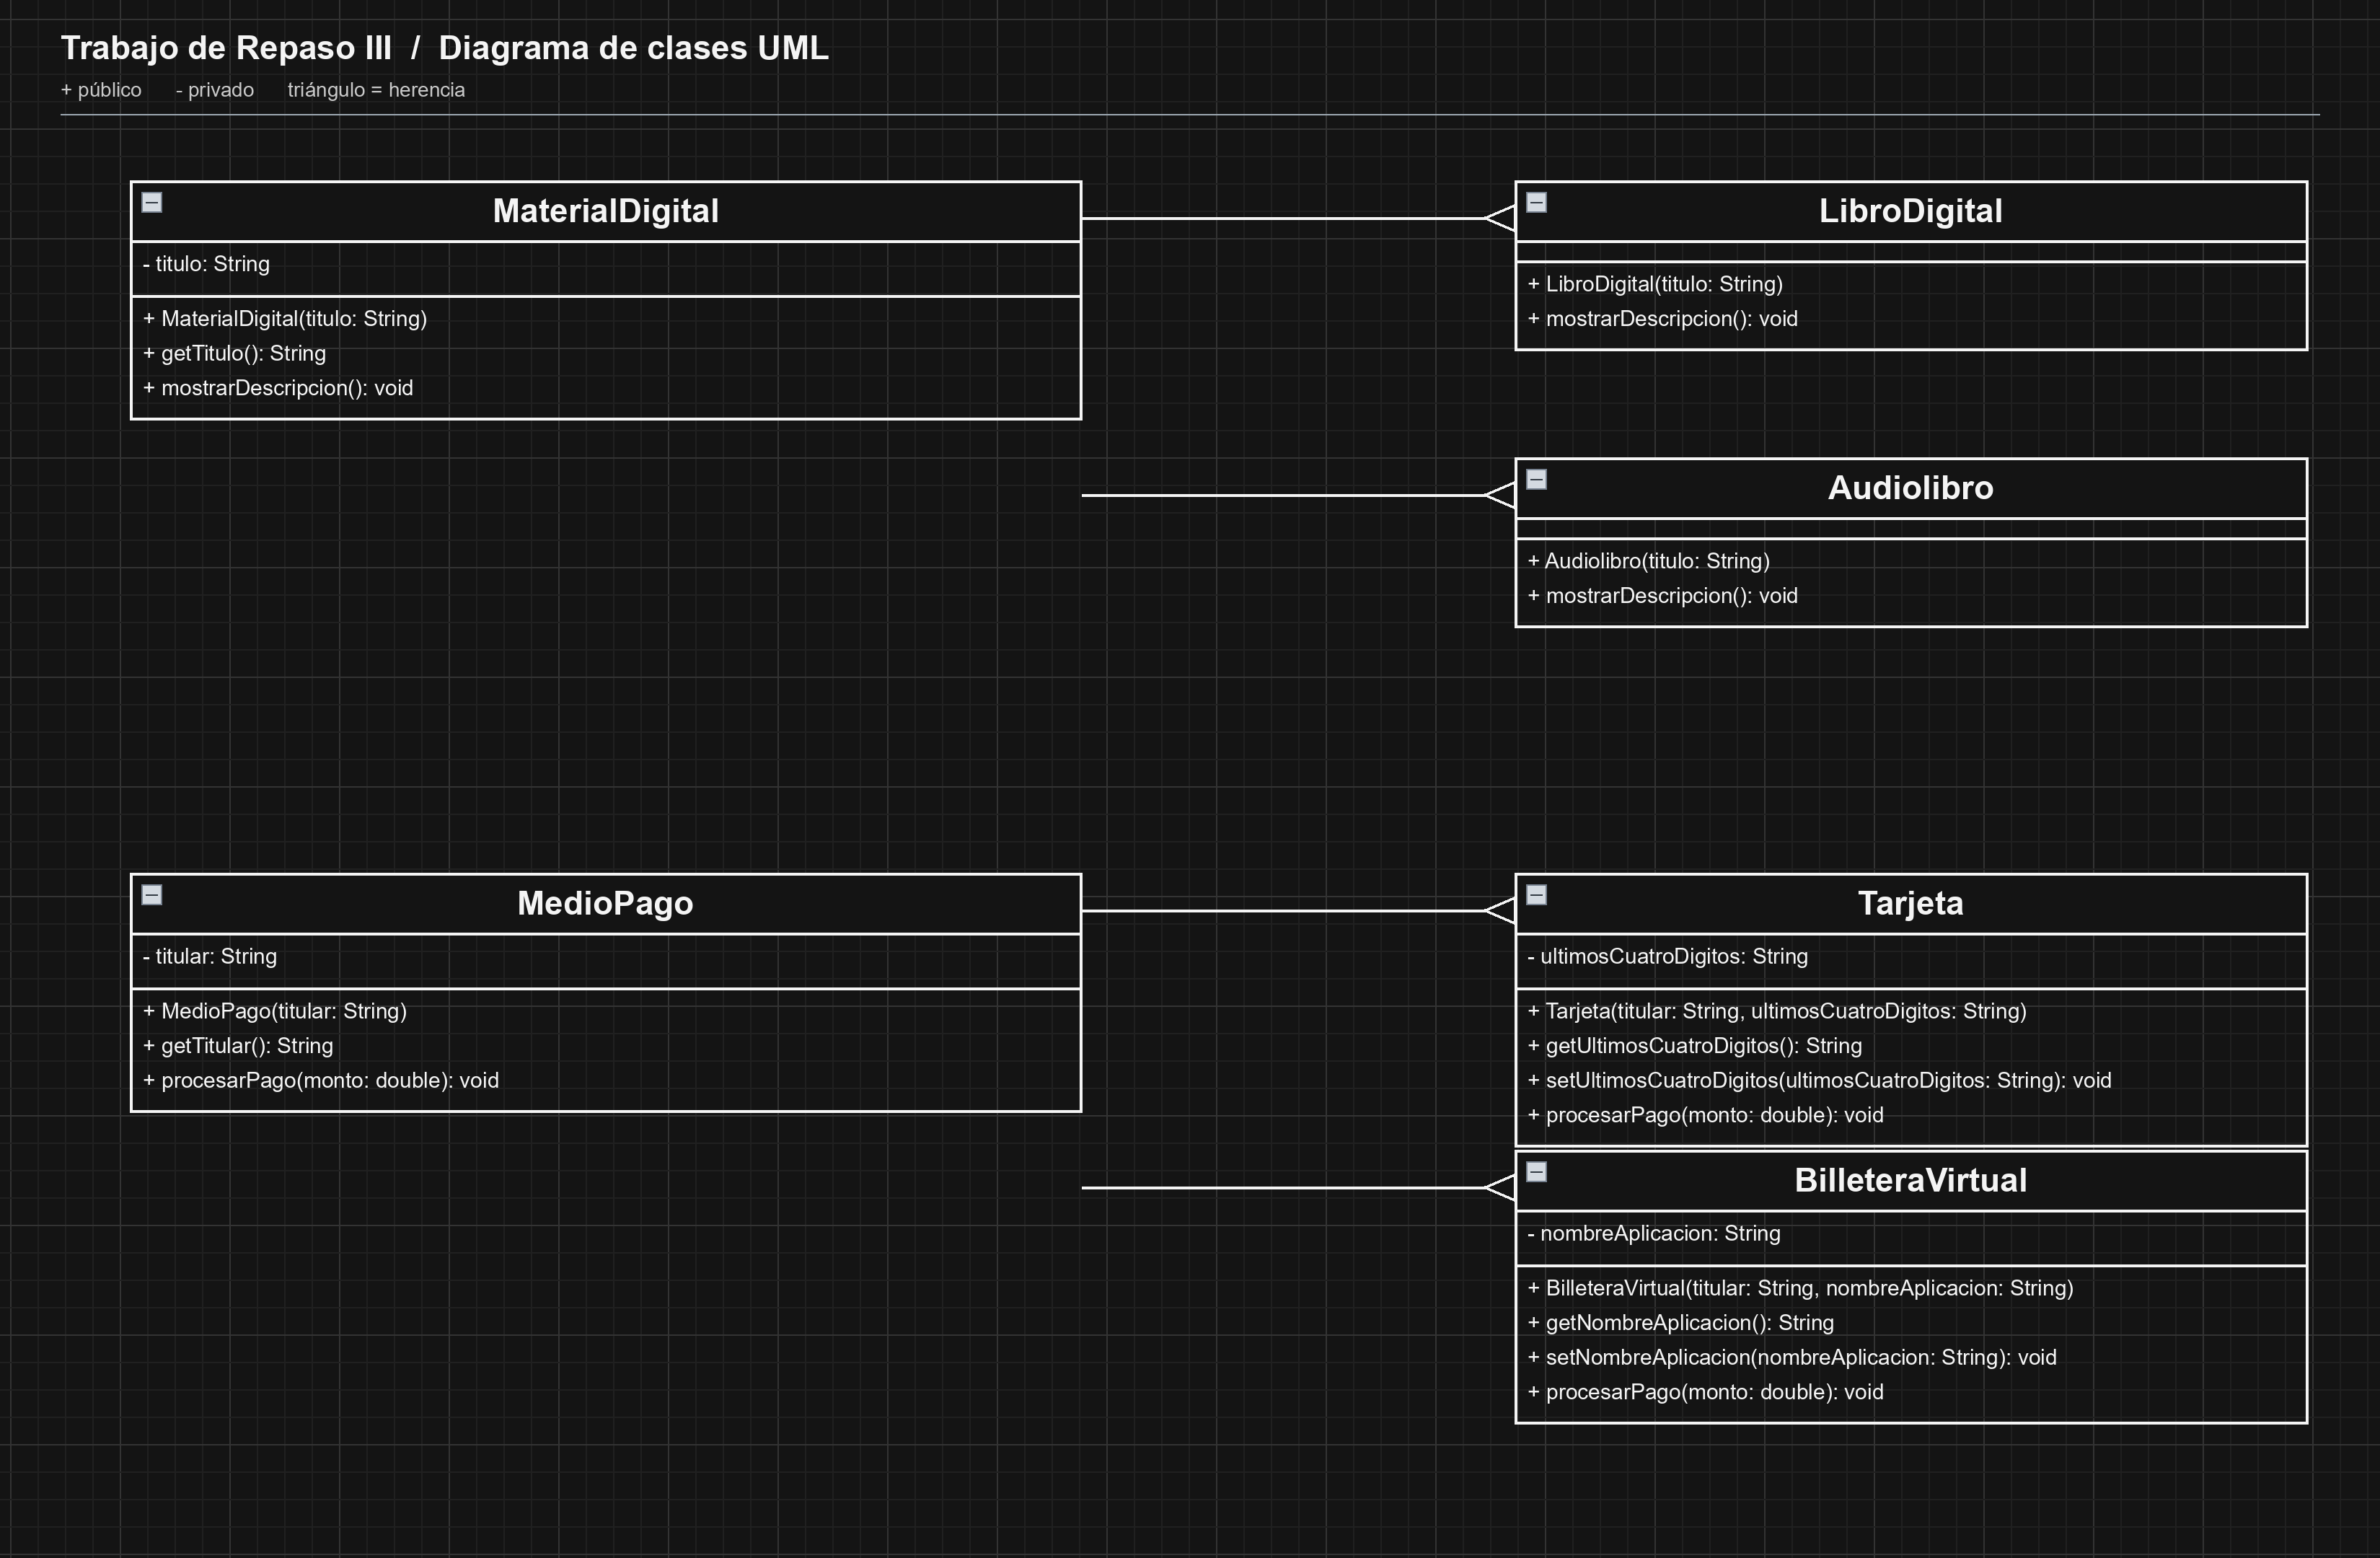 Trabajo de Repaso III / Diagrama de clases UML
+ público - privado triángulo = herencia
MaterialDigital
- titulo: String
+ MaterialDigital(titulo: String)
+ getTitulo(): String
+ mostrarDescripcion(): void
LibroDigital
+ LibroDigital(titulo: String)
+ mostrarDescripcion(): void
Audiolibro
+ Audiolibro(titulo: String)
+ mostrarDescripcion(): void
MedioPago
- titular: String
+ MedioPago(titular: String)
+ getTitular(): String
+ procesarPago(monto: double): void
Tarjeta
- ultimosCuatroDigitos: String
+ Tarjeta(titular: String, ultimosCuatroDigitos: String)
+ getUltimosCuatroDigitos(): String
+ setUltimosCuatroDigitos(ultimosCuatroDigitos: String): void
+ procesarPago(monto: double): void
BilleteraVirtual
- nombreAplicacion: String
+ BilleteraVirtual(titular: String, nombreAplicacion: String)
+ getNombreAplicacion(): String
+ setNombreAplicacion(nombreAplicacion: String): void
+ procesarPago(monto: double): void